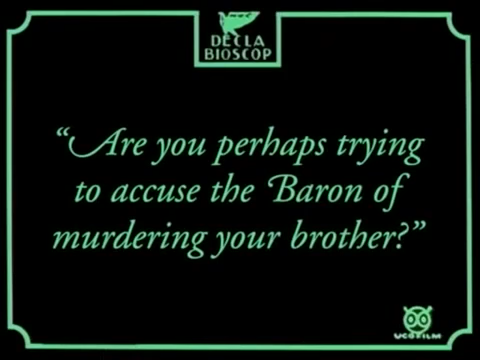 DECLA
BIOSCOP
“Are you perhaps trying
to accuse the Baron of
murdering your brother?”
UCOFILM